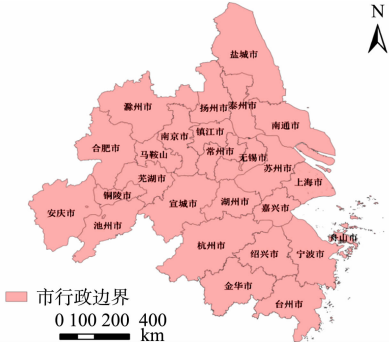 N
盐城市
滁州市
扬州市
泰州市
南京市
镇江市
南通市
合肥市
马鞍山
常州市
无锡市
芜湖市
苏州市
上海市
铜陵市
安庆市
池州市
宣城市
湖州市
嘉兴市
舟山市
杭州市
绍兴市
宁波市
金华市
台州市
市行政边界
0 100 200 400
km